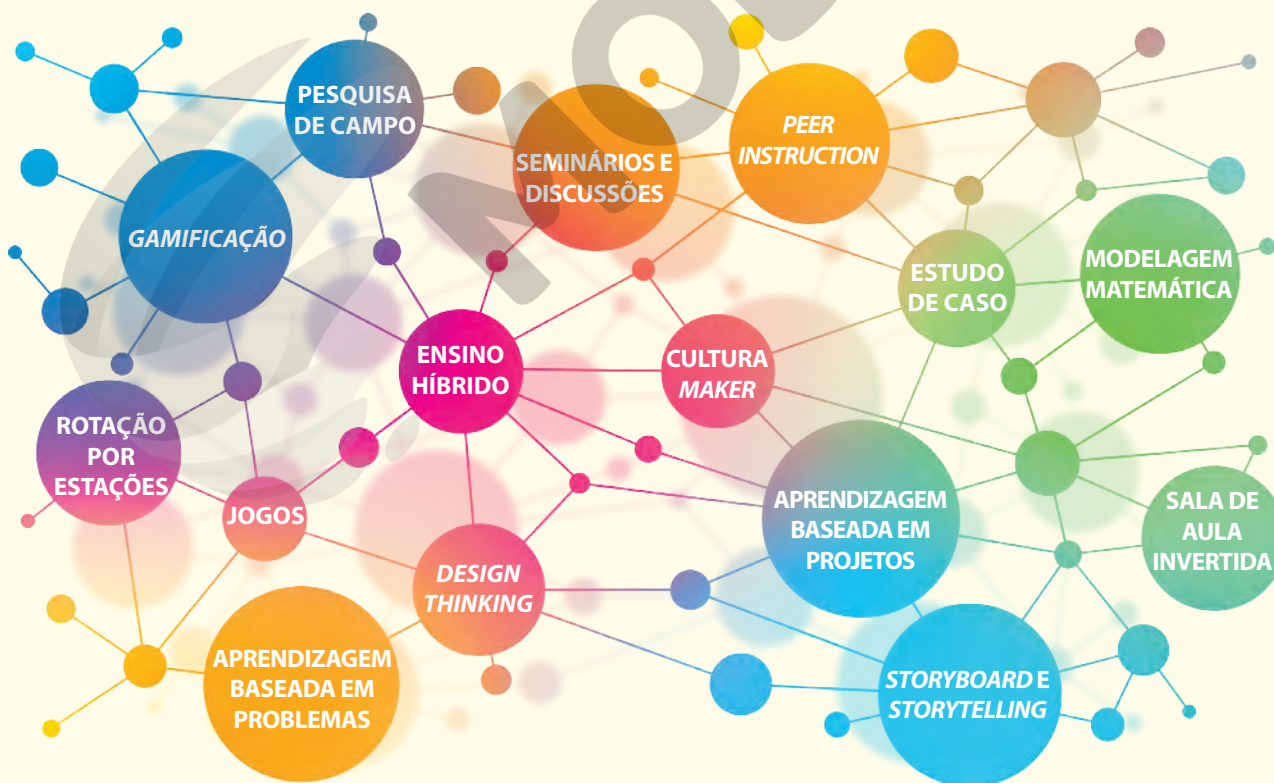 PESQUISA
DE CAMPO
PEER
INSTRUCTION
SEMINÁRIOS E
DISCUSSÕES
GAMIFICAÇÃO
ESTUDO
DE CASO
MODELAGEM
MATEMÁTICA
ENSINO
HÍBRIDO
CULTURA
MAKER
ROTAÇÃO
POR
ESTAÇÕES
JOGOS
APRENDIZAGEM
BASEADA EM
PROJETOS
SALA DE
AULA
INVERTIDA
DESIGN
THINKING
APRENDIZAGEM
BASEADA EM
PROBLEMAS
STORYBOARD E
STORYTELLING